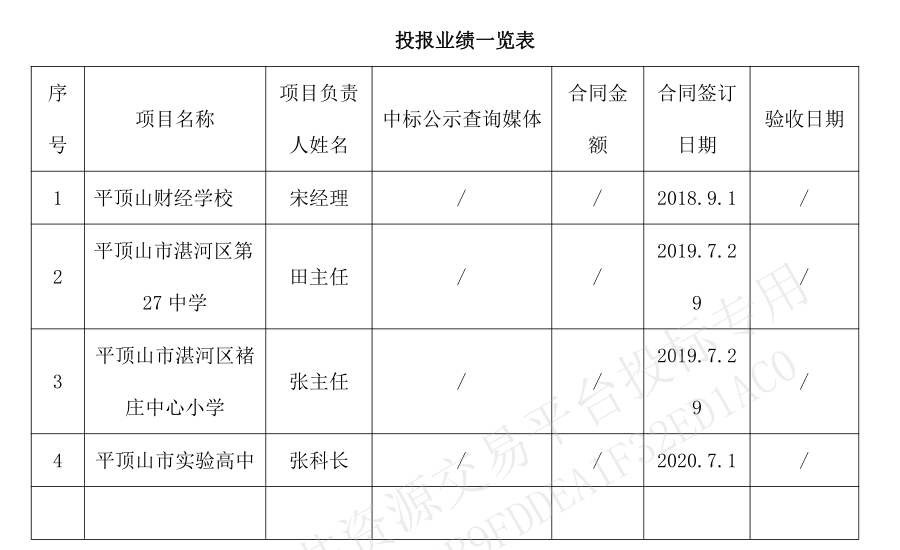 投报业绩一览表
序号 项目名称 项目负责人姓名 中标公示查询媒体 合同金额 合同签订日期 验收日期
1 平顶山财经学校 宋经理 / / 2018.9.1 /
2 平顶山市湛河区第27中学 田主任 / / 2019.7.29 /
3 平顶山市湛河区褚庄中心小学 张主任 / / 2019.7.29 /
4 平顶山市实验高中 张科长 / / 2020.7.1 /
资源交易平台投标专用
39FDDEA1F32ED1AC0